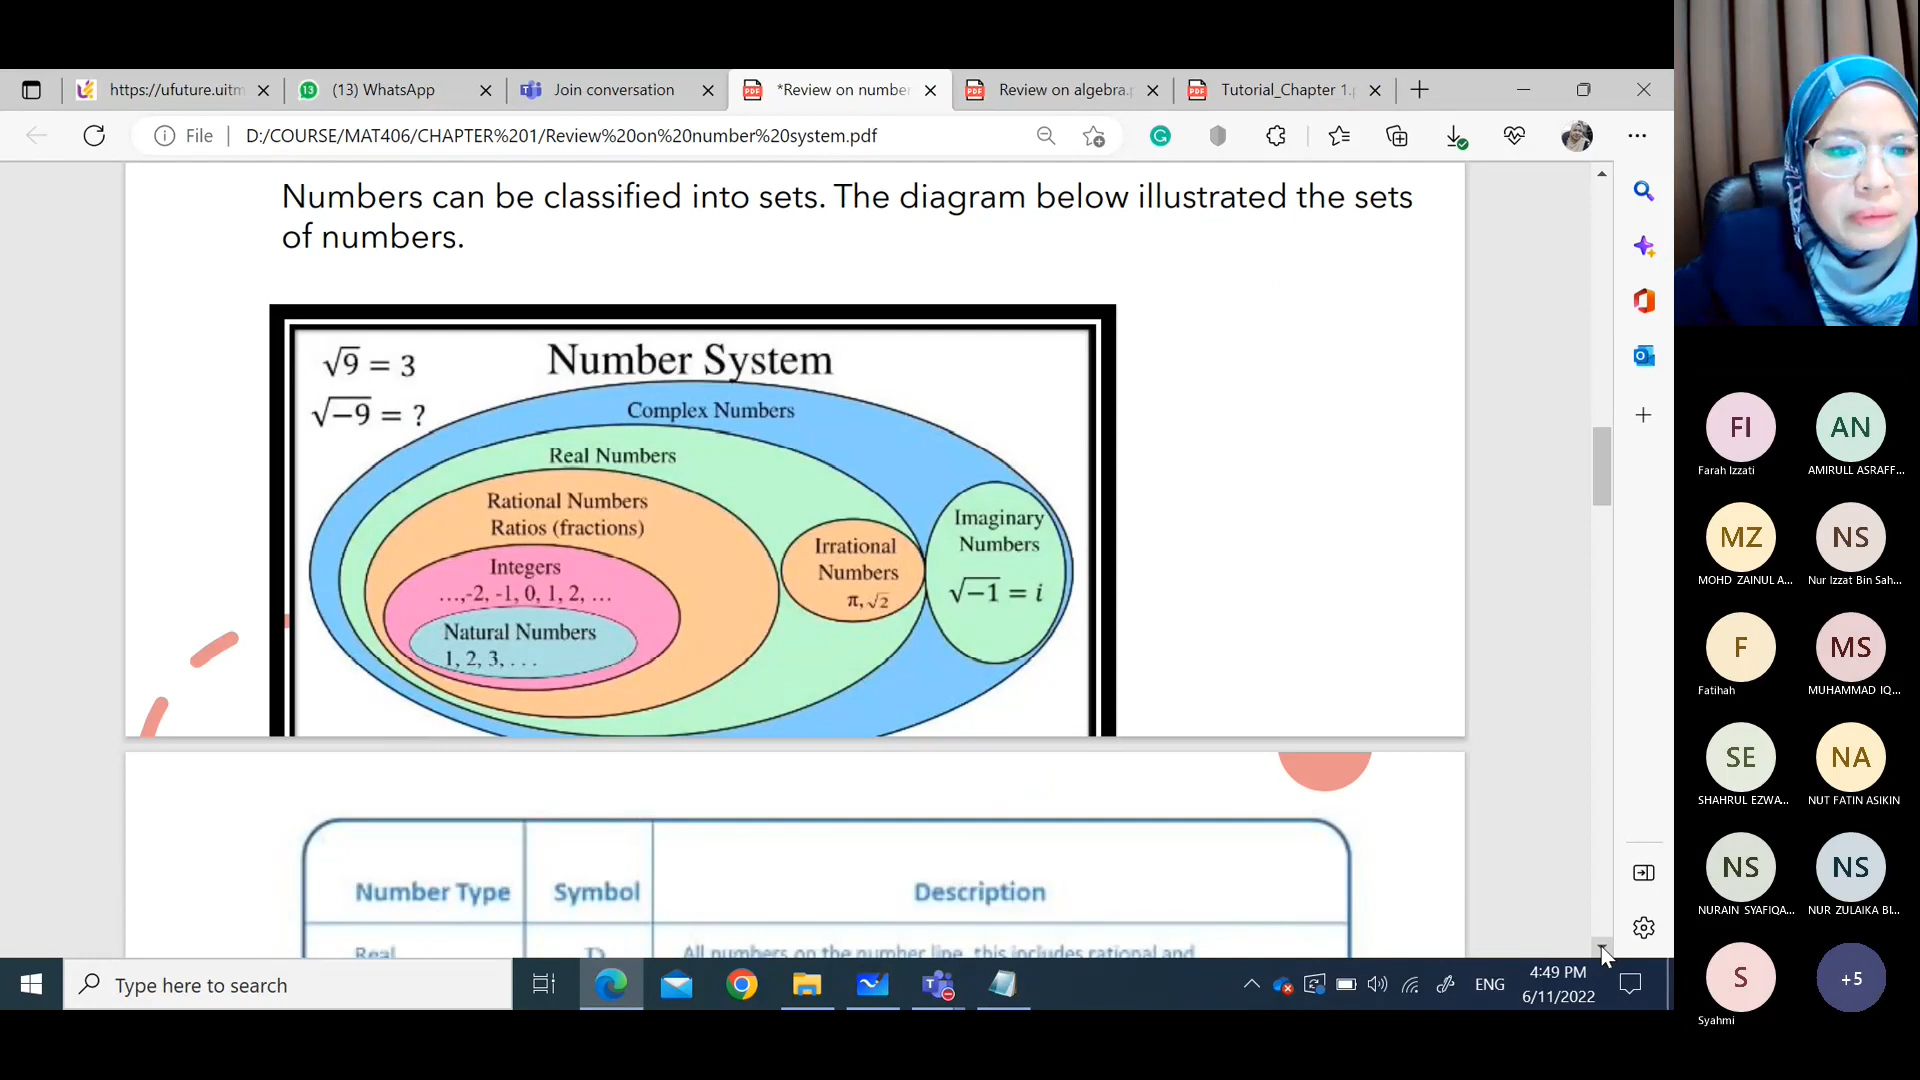 https://ufuture.uitm
(13) WhatsApp
Join conversation
*Review on number
Review on algebra.p
Tutorial_Chapter 1.p
File
D:/COURSE/MAT406/CHAPTER%201/Review%20on%20number%20system.pdf
Numbers can be classified into sets. The diagram below illustrated the sets
of numbers.
√9 = 3
√−9 = ?
Number System
Complex Numbers
Real Numbers
Rational Numbers
Ratios (fractions)
Integers
...,-2, -1, 0, 1, 2, ...
Natural Numbers
1, 2, 3, . . .
Irrational
Numbers
π, √2
Imaginary
Numbers
√−1 = i
Number Type
Symbol
Description
Real
All numbers on the number line, this includes rational and
Type here to search
ENG
4:49 PM
6/11/2022
FI
Farah Izzati
AN
AMIRULL ASRAFF...
MZ
MOHD ZAINUL A...
NS
Nur Izzat Bin Sah...
F
Fatihah
MS
MUHAMMAD IQ...
SE
SHAHRUL EZWA...
NA
NUT FATIN ASIKIN
NS
NURAIN SYAFIQA...
NS
NUR ZULAIKA BI...
S
Syahmi
+5